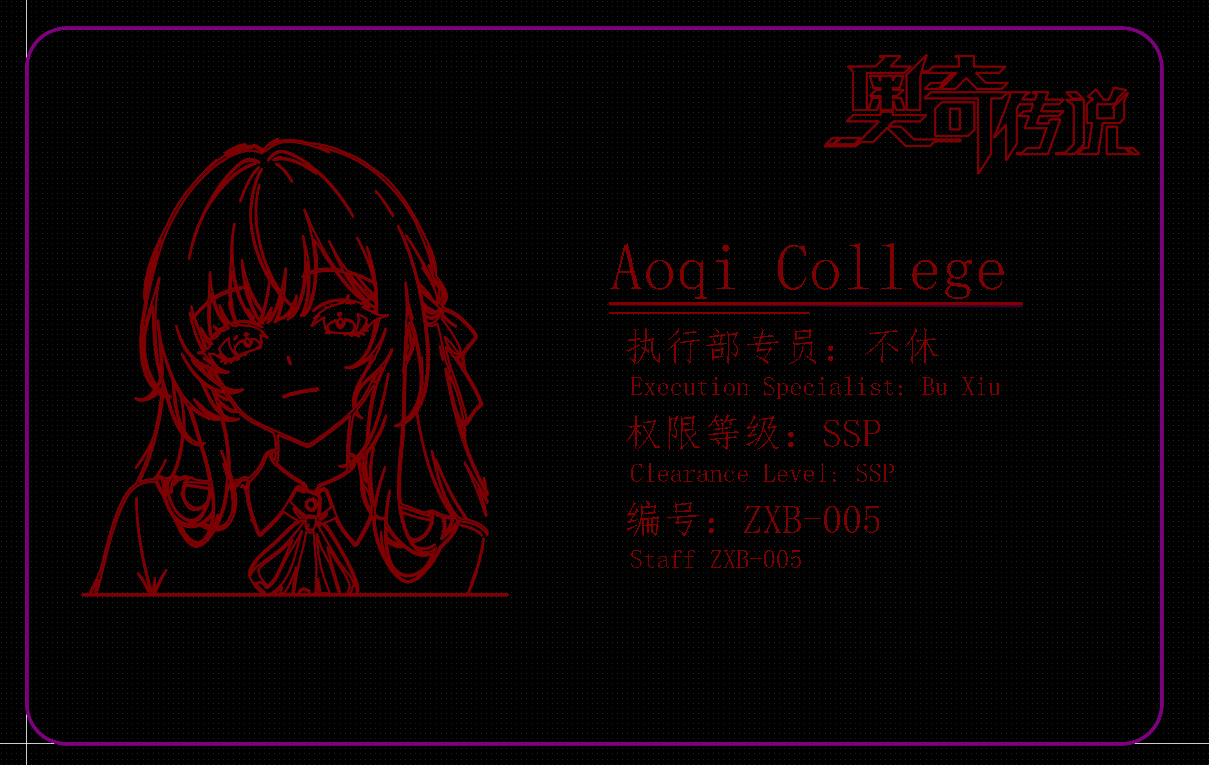 奥奇传说
Aoqi College
执行部专员：不休
Execution Specialist: Bu Xiu
权限等级：SSP
Clearance Level: SSP
编号：ZXB-005
Staff ZXB-005